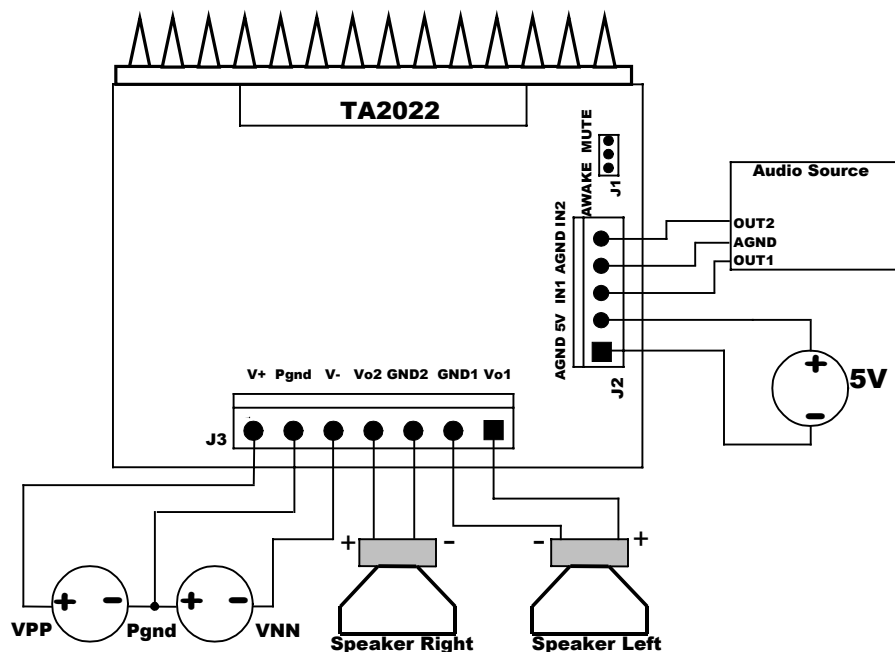 TA2022
AWAKE MUTE
J1
Audio Source
OUT2
AGND
OUT1
AGND 5V IN1 AGND IN2
J2
+
5V
−
V+ Pgnd V- Vo2 GND2 GND1 Vo1
J3
+ - - +
+ - + -
VPP Pgnd VNN
Speaker Right Speaker Left